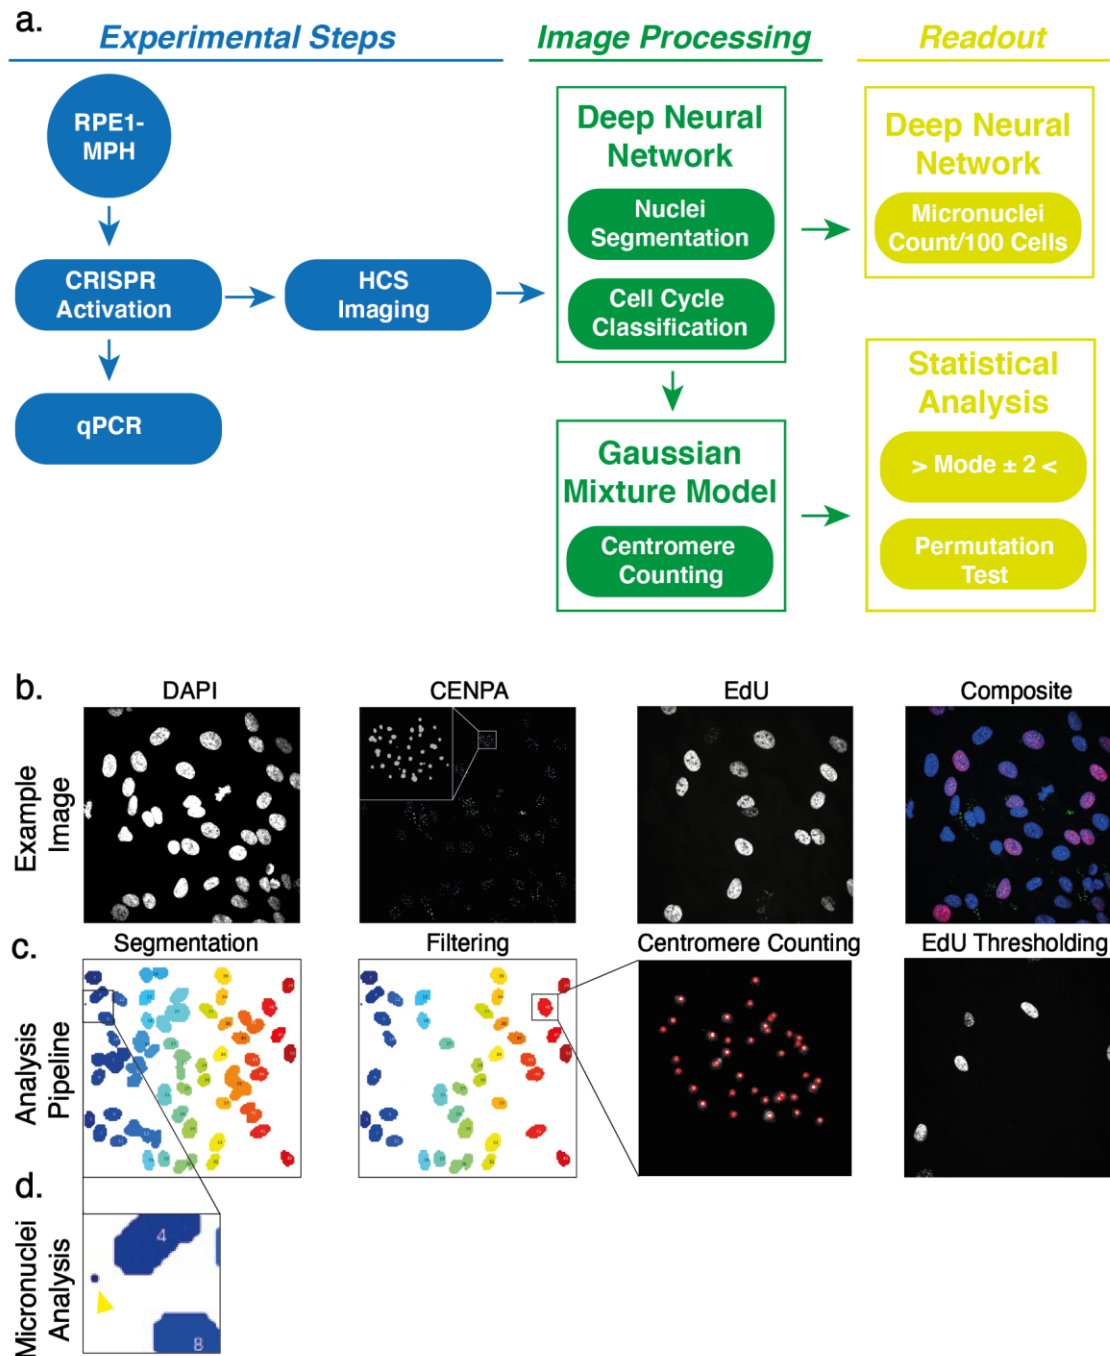 a.
Experimental Steps
Image Processing
Readout
RPE1-
MPH
CRISPR
Activation
HCS
Imaging
qPCR
Deep Neural
Network
Nuclei
Segmentation
Cell Cycle
Classification
Gaussian
Mixture Model
Centromere
Counting
Deep Neural
Network
Micronuclei
Count/100 Cells
Statistical
Analysis
> Mode ± 2 <
Permutation
Test
b.
DAPI
CENPA
EdU
Composite
Example
Image
c.
Segmentation
Filtering
Centromere Counting
EdU Thresholding
Analysis
Pipeline
d.
Micronuclei
Analysis
4
8